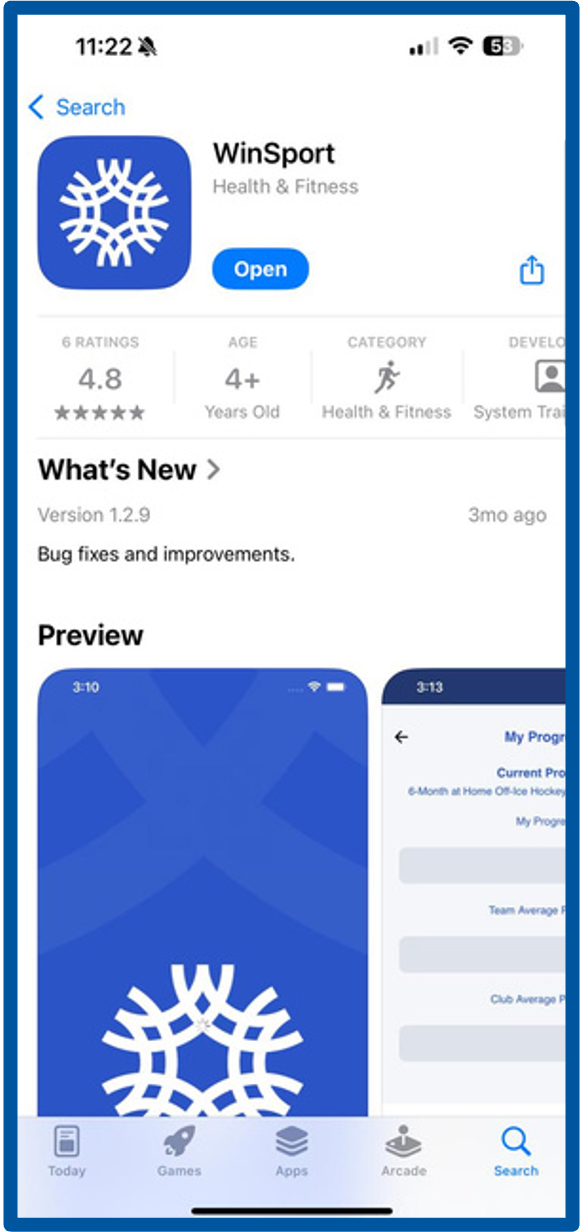 11:22
53
Search
WinSport
Health & Fitness
Open
6 RATINGS
AGE
CATEGORY
DEVELO
4.8
4+
Years Old
Health & Fitness
System Trai
What's New
Version 1.2.9
3mo ago
Bug fixes and improvements.
Preview
3:10
3:13
My Progr
Current Pro
6-Month at Home Off-Ice Hockey
My Progre
Team Average P
Club Average P
Today
Games
Apps
Arcade
Search